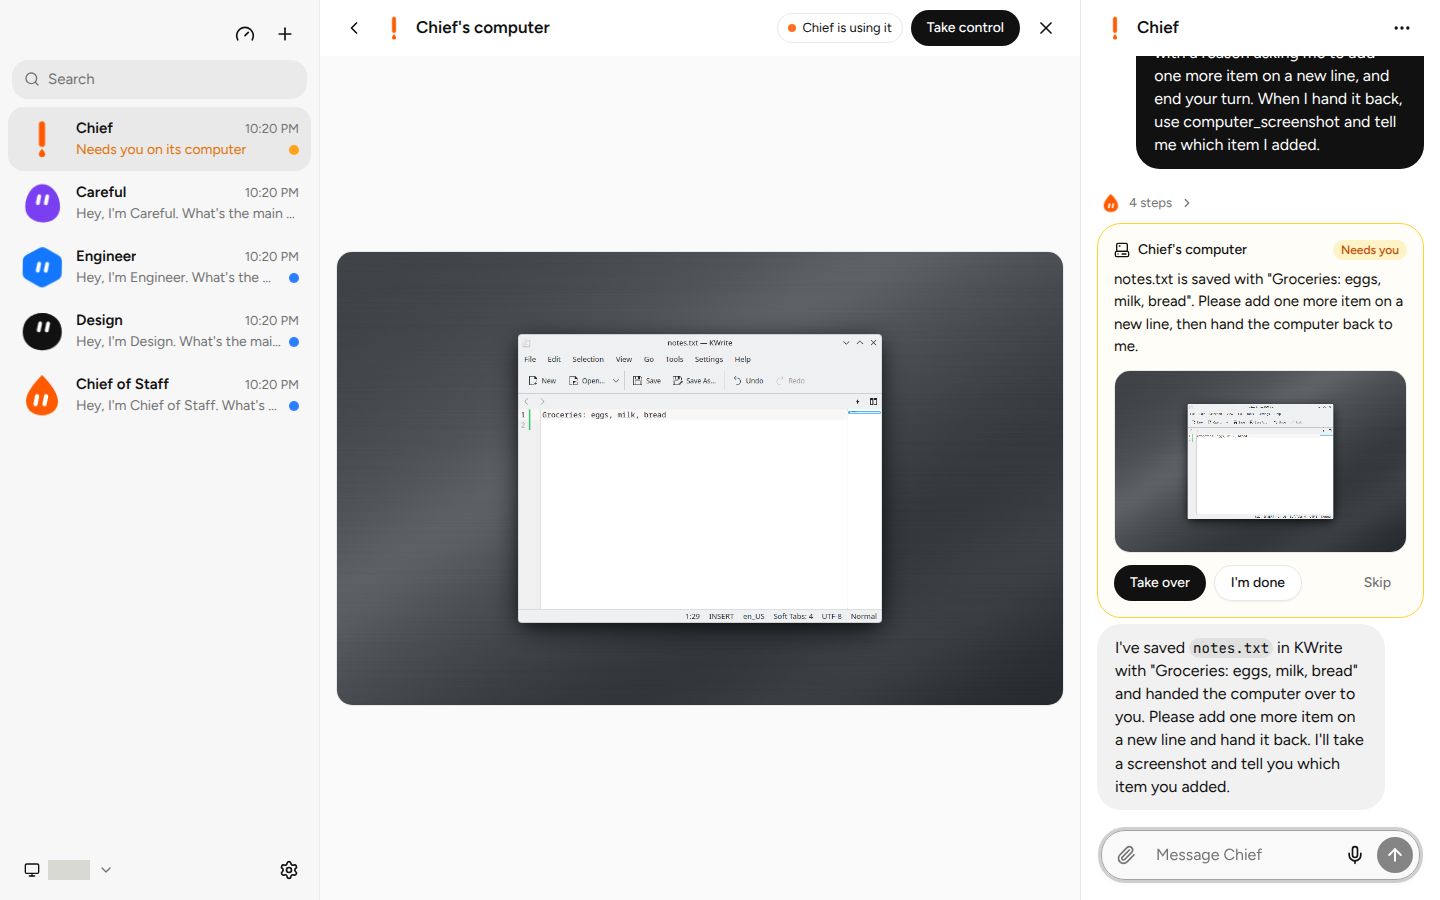 Search
Chief 10:20 PM
Needs you on its computer
Careful 10:20 PM
Hey, I'm Careful. What's the main ...
Engineer 10:20 PM
Hey, I'm Engineer. What's the ...
Design 10:20 PM
Hey, I'm Design. What's the mai...
Chief of Staff 10:20 PM
Hey, I'm Chief of Staff. What's ...
Chief's computer
Chief is using it
Take control
notes.txt — KWrite
File Edit Selection View Go Tools Settings Help
New Open... Save Save As... Undo Redo
1 Groceries: eggs, milk, bread
2
1:29 INSERT en_US Soft Tabs: 4 UTF-8 Normal
Chief
with a reason asking me to add
one more item on a new line, and
end your turn. When I hand it back,
use computer_screenshot and tell
me which item I added.
4 steps
Chief's computer Needs you
notes.txt is saved with "Groceries: eggs,
milk, bread". Please add one more item on a
new line, then hand the computer back to
me.
Take over I'm done Skip
I've saved notes.txt in KWrite
with "Groceries: eggs, milk, bread"
and handed the computer over to
you. Please add one more item on
a new line and hand it back. I'll take
a screenshot and tell you which
item you added.
Message Chief